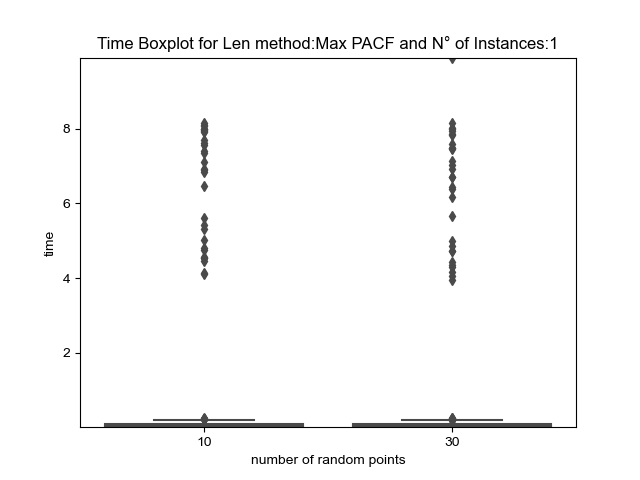 Time Boxplot for Len method:Max PACF and N° of Instances:1
8
6
4
2
time
10
30
number of random points